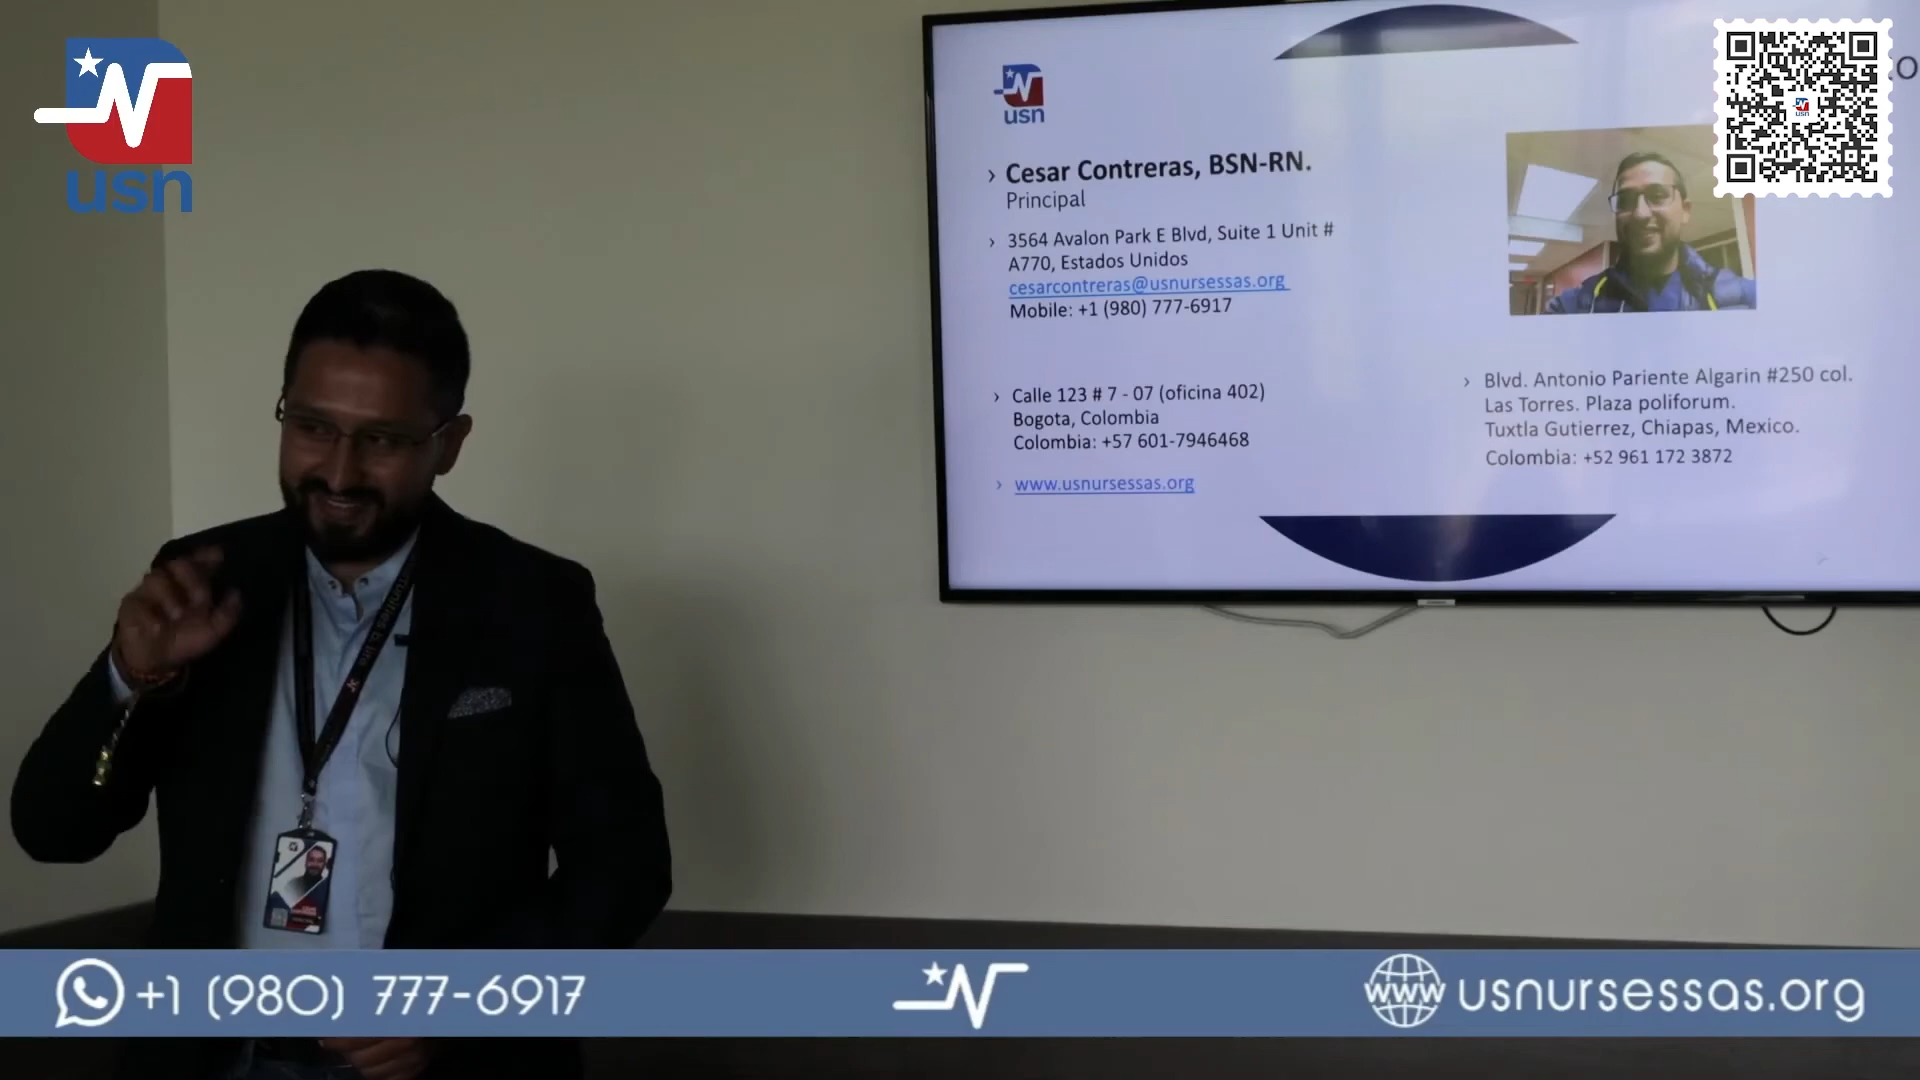 usn
usn
Cesar Contreras, BSN-RN.
Principal
3564 Avalon Park E Blvd, Suite 1 Unit #
A770, Estados Unidos
cesarcontreras@usnursessas.org
Mobile: +1 (980) 777-6917
Calle 123 # 7 - 07 (oficina 402)
Bogota, Colombia
Colombia: +57 601-7946468
www.usnursessas.org
Blvd. Antonio Pariente Algarin #250 col.
Las Torres. Plaza poliforum.
Tuxtla Gutierrez, Chiapas, Mexico.
Colombia: +52 961 172 3872
usn
+1 (980) 777-6917
www usnursessas.org